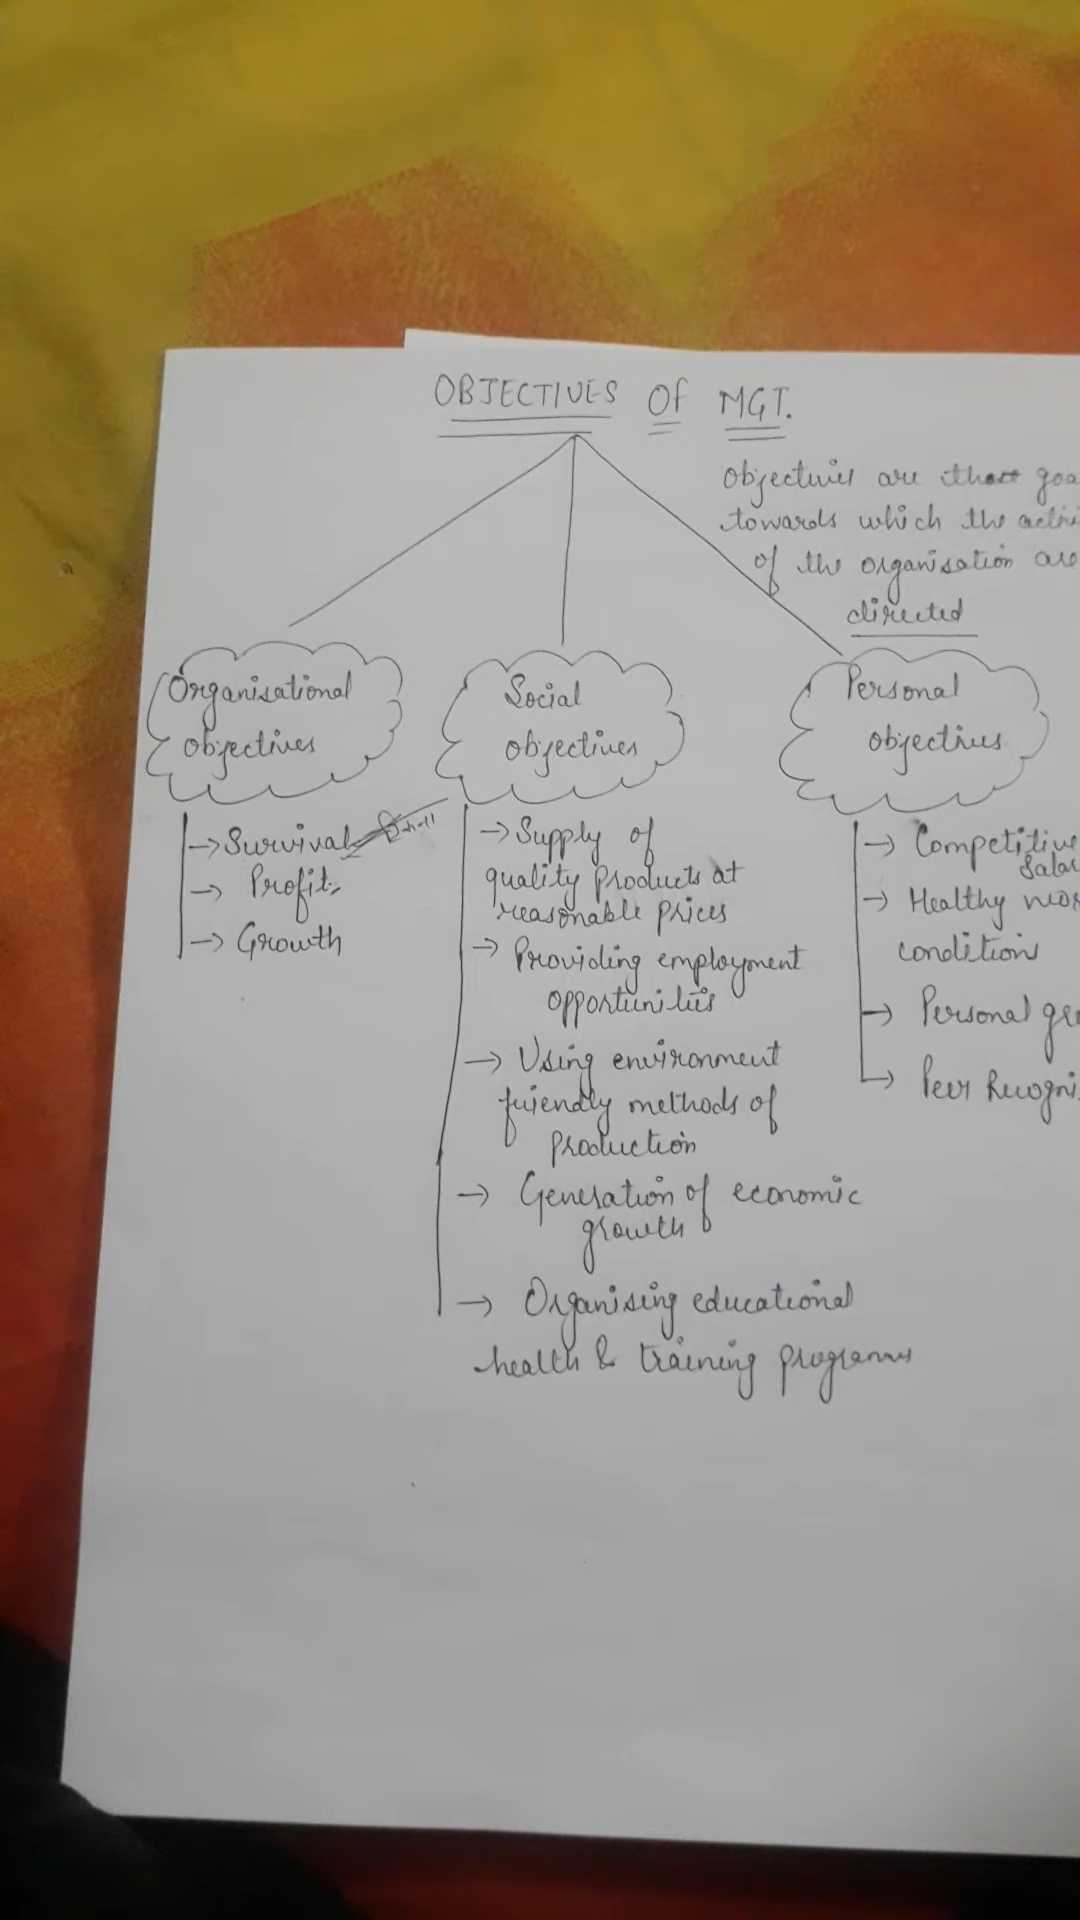 OBJECTIVES OF MGT.
Objectives are
towards which the
of the organisation are
directed
Organisational
objectives
→ Survival
→ Profit
→ Growth
Social
objectives
→ Supply of
quality products at
reasonable prices
→ Providing employment
opportunities
→ Using environment
friendly methods of
production
→ Generation of economic
growth
→ Organising educational
health & training programs
Personal
objectives
→ Competitive
→ Healthy
condition
→ Personal
→ Peer